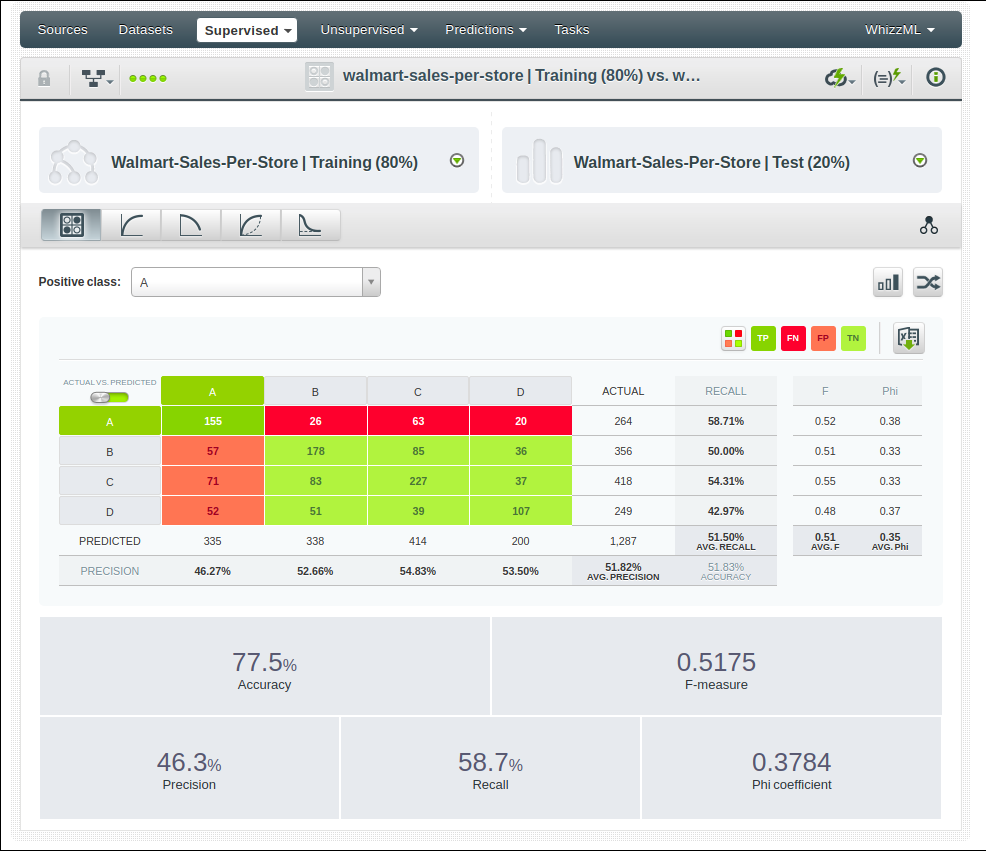 Sources Datasets Supervised Unsupervised Predictions Tasks WhizzML
walmart-sales-per-store | Training (80%) vs. w…
Walmart-Sales-Per-Store | Training (80%)
Walmart-Sales-Per-Store | Test (20%)
Positive class: A
TP FN FP TN
ACTUAL VS. PREDICTED A B C D ACTUAL RECALL F Phi
A 155 26 63 20 264 58.71% 0.52 0.38
B 57 178 85 36 356 50.00% 0.51 0.33
C 71 83 227 37 418 54.31% 0.55 0.33
D 52 51 39 107 249 42.97% 0.48 0.37
PREDICTED 335 338 414 200 1,287 51.50% 0.51 0.35
AVG. RECALL AVG. F AVG. Phi
PRECISION 46.27% 52.66% 54.83% 53.50% 51.82% 51.83%
AVG. PRECISION ACCURACY
77.5% 0.5175
Accuracy F-measure
46.3% 58.7% 0.3784
Precision Recall Phi coefficient